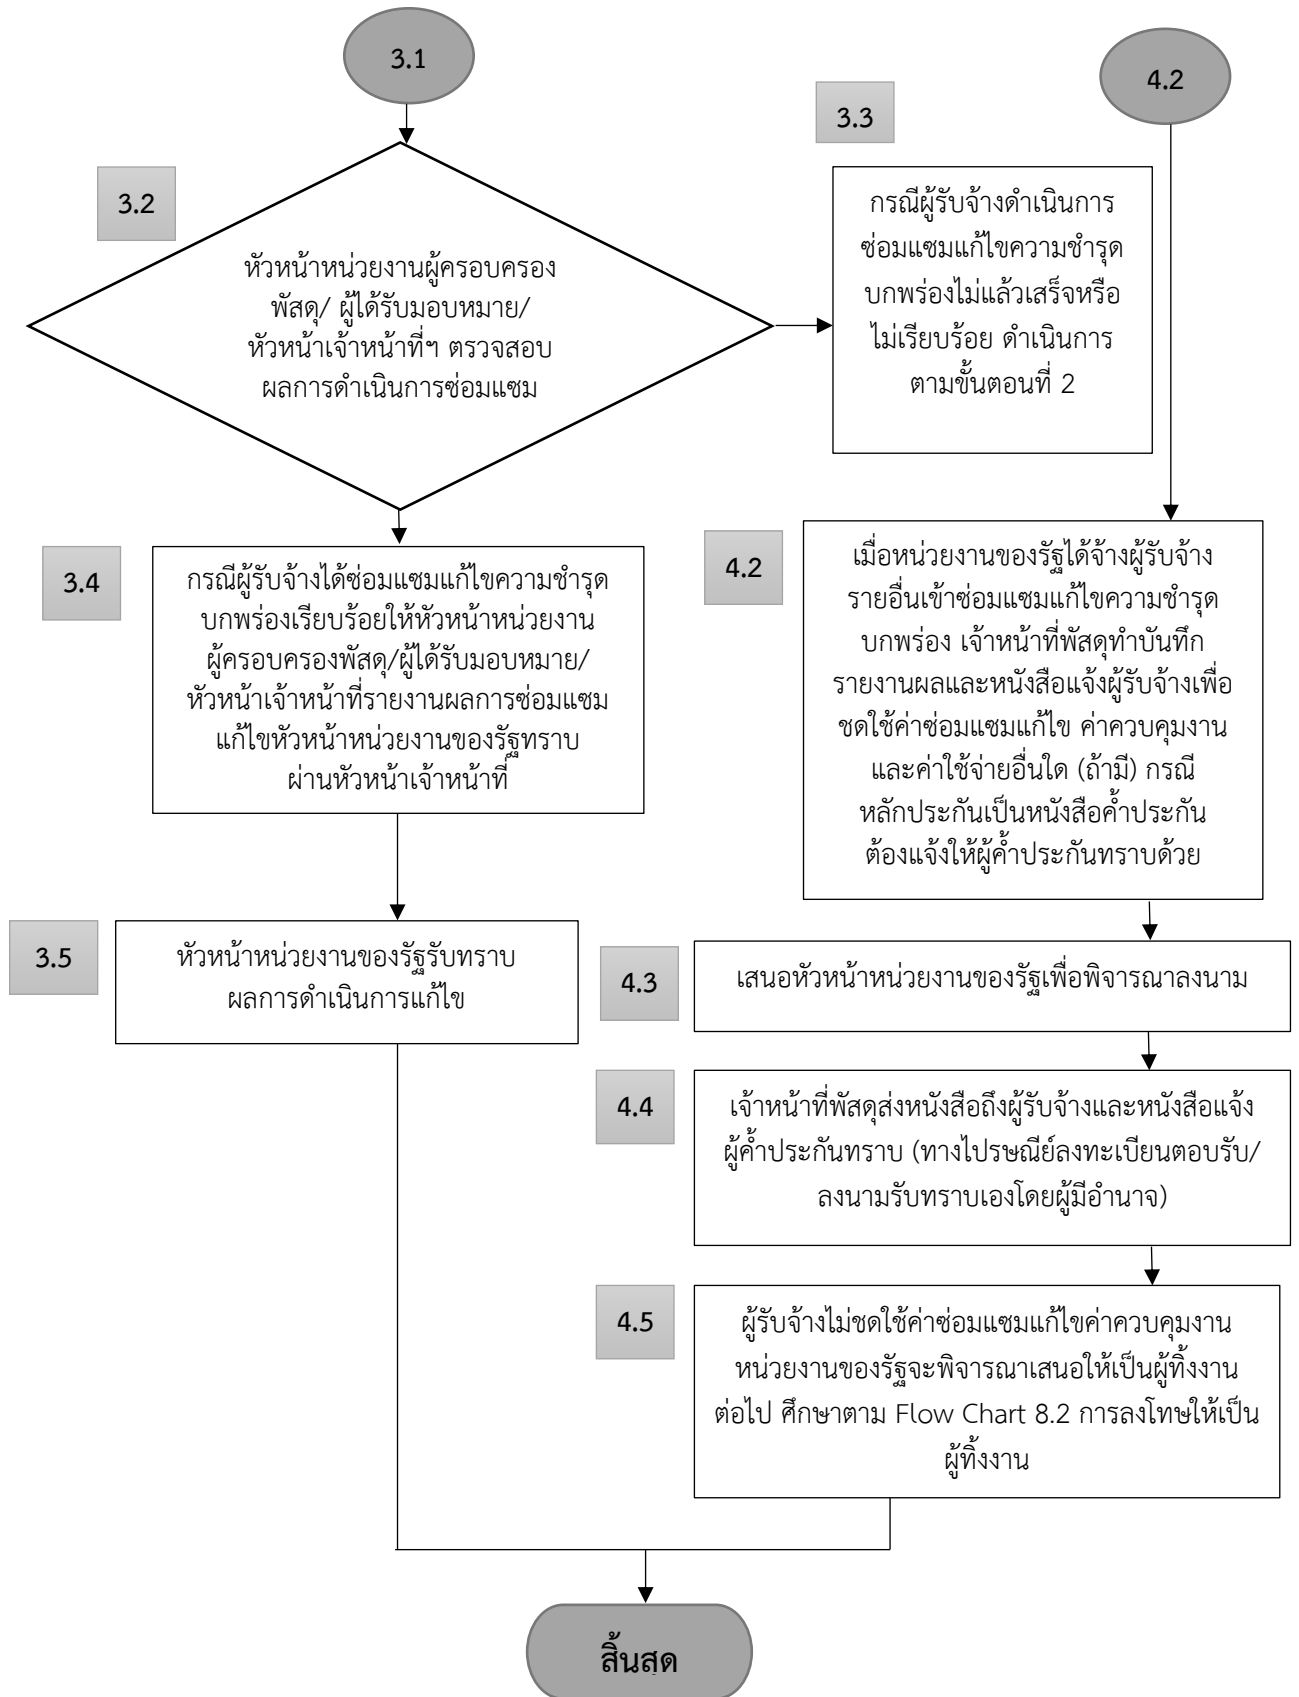 3.1
3.2
หัวหน้าหน่วยงานผู้ครอบครอง
พัสดุ/ ผู้ได้รับมอบหมาย/
หัวหน้าเจ้าหน้าที่ฯ ตรวจสอบ
ผลการดำเนินการซ่อมแซม
3.3
กรณีผู้รับจ้างดำเนินการ
ซ่อมแซมแก้ไขความชำรุด
บกพร่องไม่แล้วเสร็จหรือ
ไม่เรียบร้อย ดำเนินการ
ตามขั้นตอนที่ 2
3.4
กรณีผู้รับจ้างได้ซ่อมแซมแก้ไขความชำรุด
บกพร่องเรียบร้อยให้หัวหน้าหน่วยงาน
ผู้ครอบครองพัสดุ/ผู้ได้รับมอบหมาย/
หัวหน้าเจ้าหน้าที่รายงานผลการซ่อมแซม
แก้ไขหัวหน้าหน่วยงานของรัฐทราบ
ผ่านหัวหน้าเจ้าหน้าที่
3.5
หัวหน้าหน่วยงานของรัฐรับทราบ
ผลการดำเนินการแก้ไข
4.2
4.2
เมื่อหน่วยงานของรัฐได้จ้างผู้รับจ้าง
รายอื่นเข้าซ่อมแซมแก้ไขความชำรุด
บกพร่อง เจ้าหน้าที่พัสดุทำบันทึก
รายงานผลและหนังสือแจ้งผู้รับจ้างเพื่อ
ชดใช้ค่าซ่อมแซมแก้ไข ค่าควบคุมงาน
และค่าใช้จ่ายอื่นใด (ถ้ามี) กรณี
หลักประกันเป็นหนังสือค้ำประกัน
ต้องแจ้งให้ผู้ค้ำประกันทราบด้วย
4.3
เสนอหัวหน้าหน่วยงานของรัฐเพื่อพิจารณาลงนาม
4.4
เจ้าหน้าที่พัสดุส่งหนังสือถึงผู้รับจ้างและหนังสือแจ้ง
ผู้ค้ำประกันทราบ (ทางไปรษณีย์ลงทะเบียนตอบรับ/
ลงนามรับทราบเองโดยผู้มีอำนาจ)
4.5
ผู้รับจ้างไม่ชดใช้ค่าซ่อมแซมแก้ไขค่าควบคุมงาน
หน่วยงานของรัฐจะพิจารณาเสนอให้เป็นผู้ทิ้งงาน
ต่อไป ศึกษาตาม Flow Chart 8.2 การลงโทษให้เป็น
ผู้ทิ้งงาน
สิ้นสุด